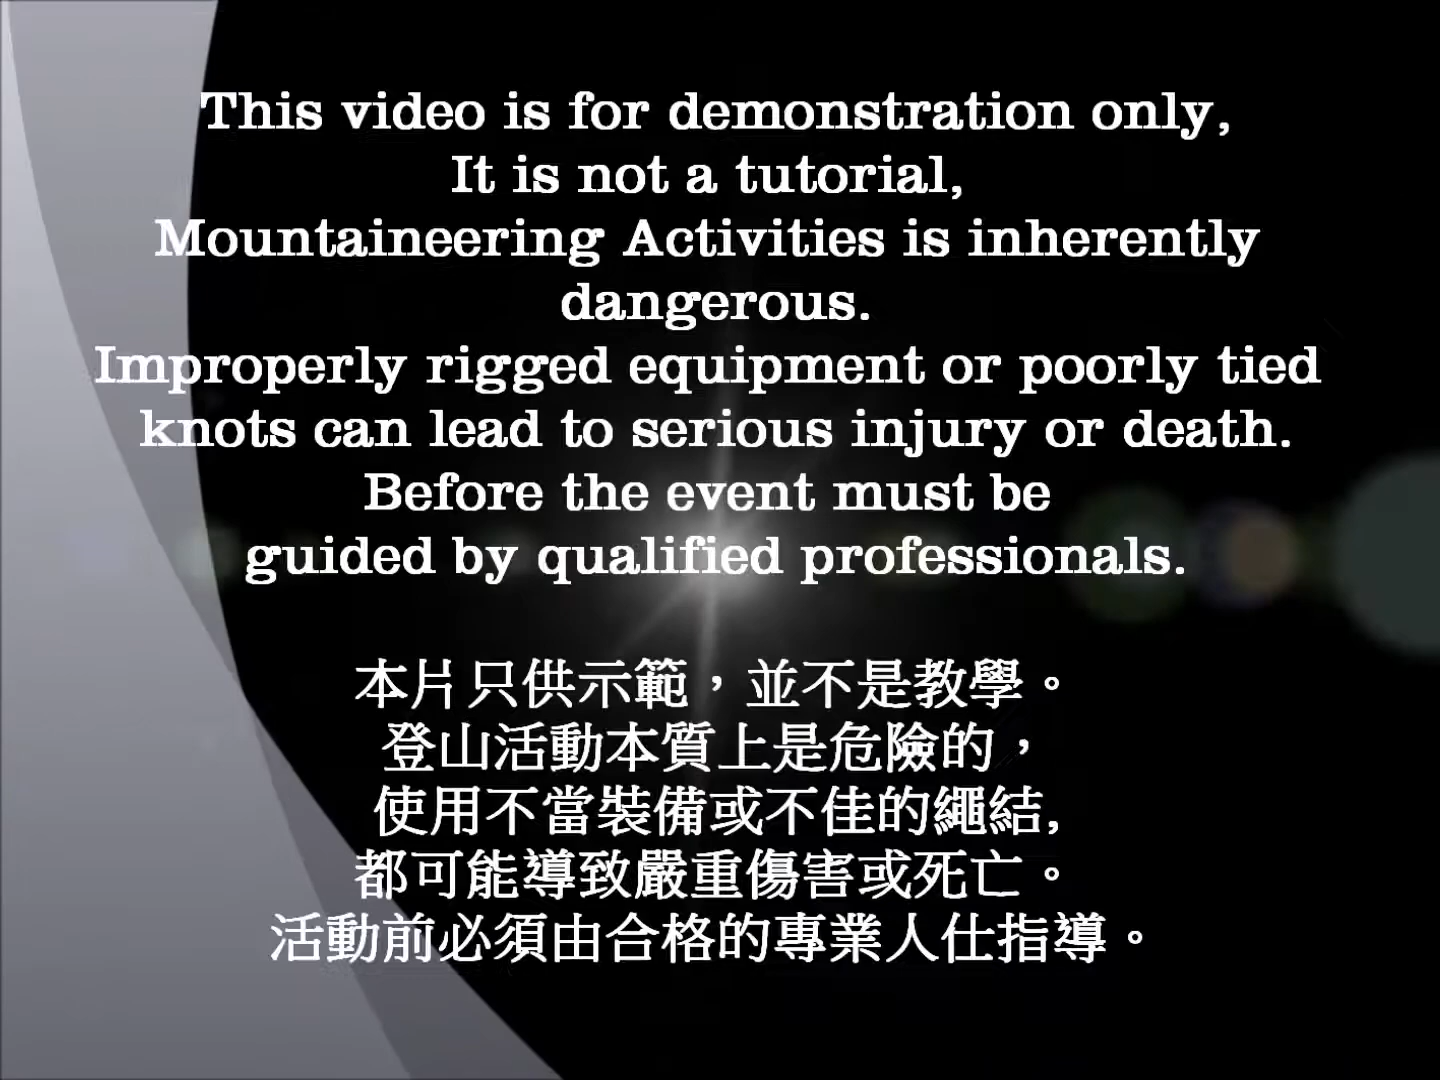 This video is for demonstration only,
It is not a tutorial,
Mountaineering Activities is inherently
dangerous.
Improperly rigged equipment or poorly tied
knots can lead to serious injury or death.
Before the event must be
guided by qualified professionals.
本片只供示範，並不是教學。
登山活動本質上是危險的，
使用不當裝備或不佳的繩結,
都可能導致嚴重傷害或死亡。
活動前必須由合格的專業人仕指導。